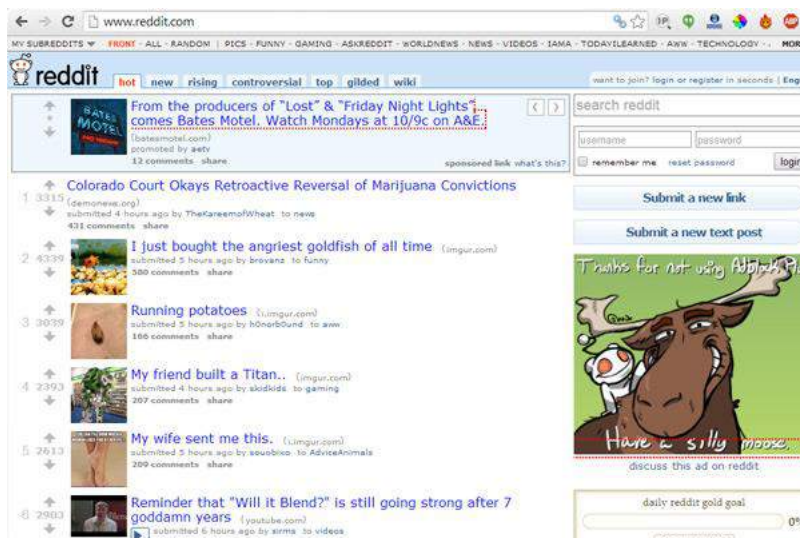 www.reddit.com
MY SUBREDDITS FRONT - ALL - RANDOM | PICS - FUNNY - GAMING - ASKREDDIT - WORLDNEWS - NEWS - VIDEOS - IAMA - TODAYILEARNED - AWW - TECHNOLOGY -
reddit hot new rising controversial top gilded wiki
want to join? login or register in seconds | Eng
From the producers of "Lost" & "Friday Night Lights"
comes Bates Motel. Watch Mondays at 10/9c on A&E.
BATES MOTEL
(batesmotel.com)
promoted by aetv
12 comments share
sponsored link what's this?
1 3315 Colorado Court Okays Retroactive Reversal of Marijuana Convictions
submitted 4 hours ago by TheKareemofWheat to news
431 comments share
2 4339 I just bought the angriest goldfish of all time (imgur.com)
submitted 5 hours ago by brovanz to funny
580 comments share
3 3039 Running potatoes (i.imgur.com)
submitted 5 hours ago by h0norb0und to aww
166 comments share
4 2393 My friend built a Titan.. (imgur.com)
submitted 4 hours ago by skidkids to gaming
207 comments share
5 2613 My wife sent me this. (i.imgur.com)
submitted 5 hours ago by souobixo to AdviceAnimals
209 comments share
6 2983 Reminder that "Will it Blend?" is still going strong after 7
goddamn years (youtube.com)
submitted 6 hours ago by sirms to videos
search reddit
username password
remember me reset password login
Submit a new link
Submit a new text post
Thanks for not using Adblock
Have a silly moose.
discuss this ad on reddit
daily reddit gold goal
0%